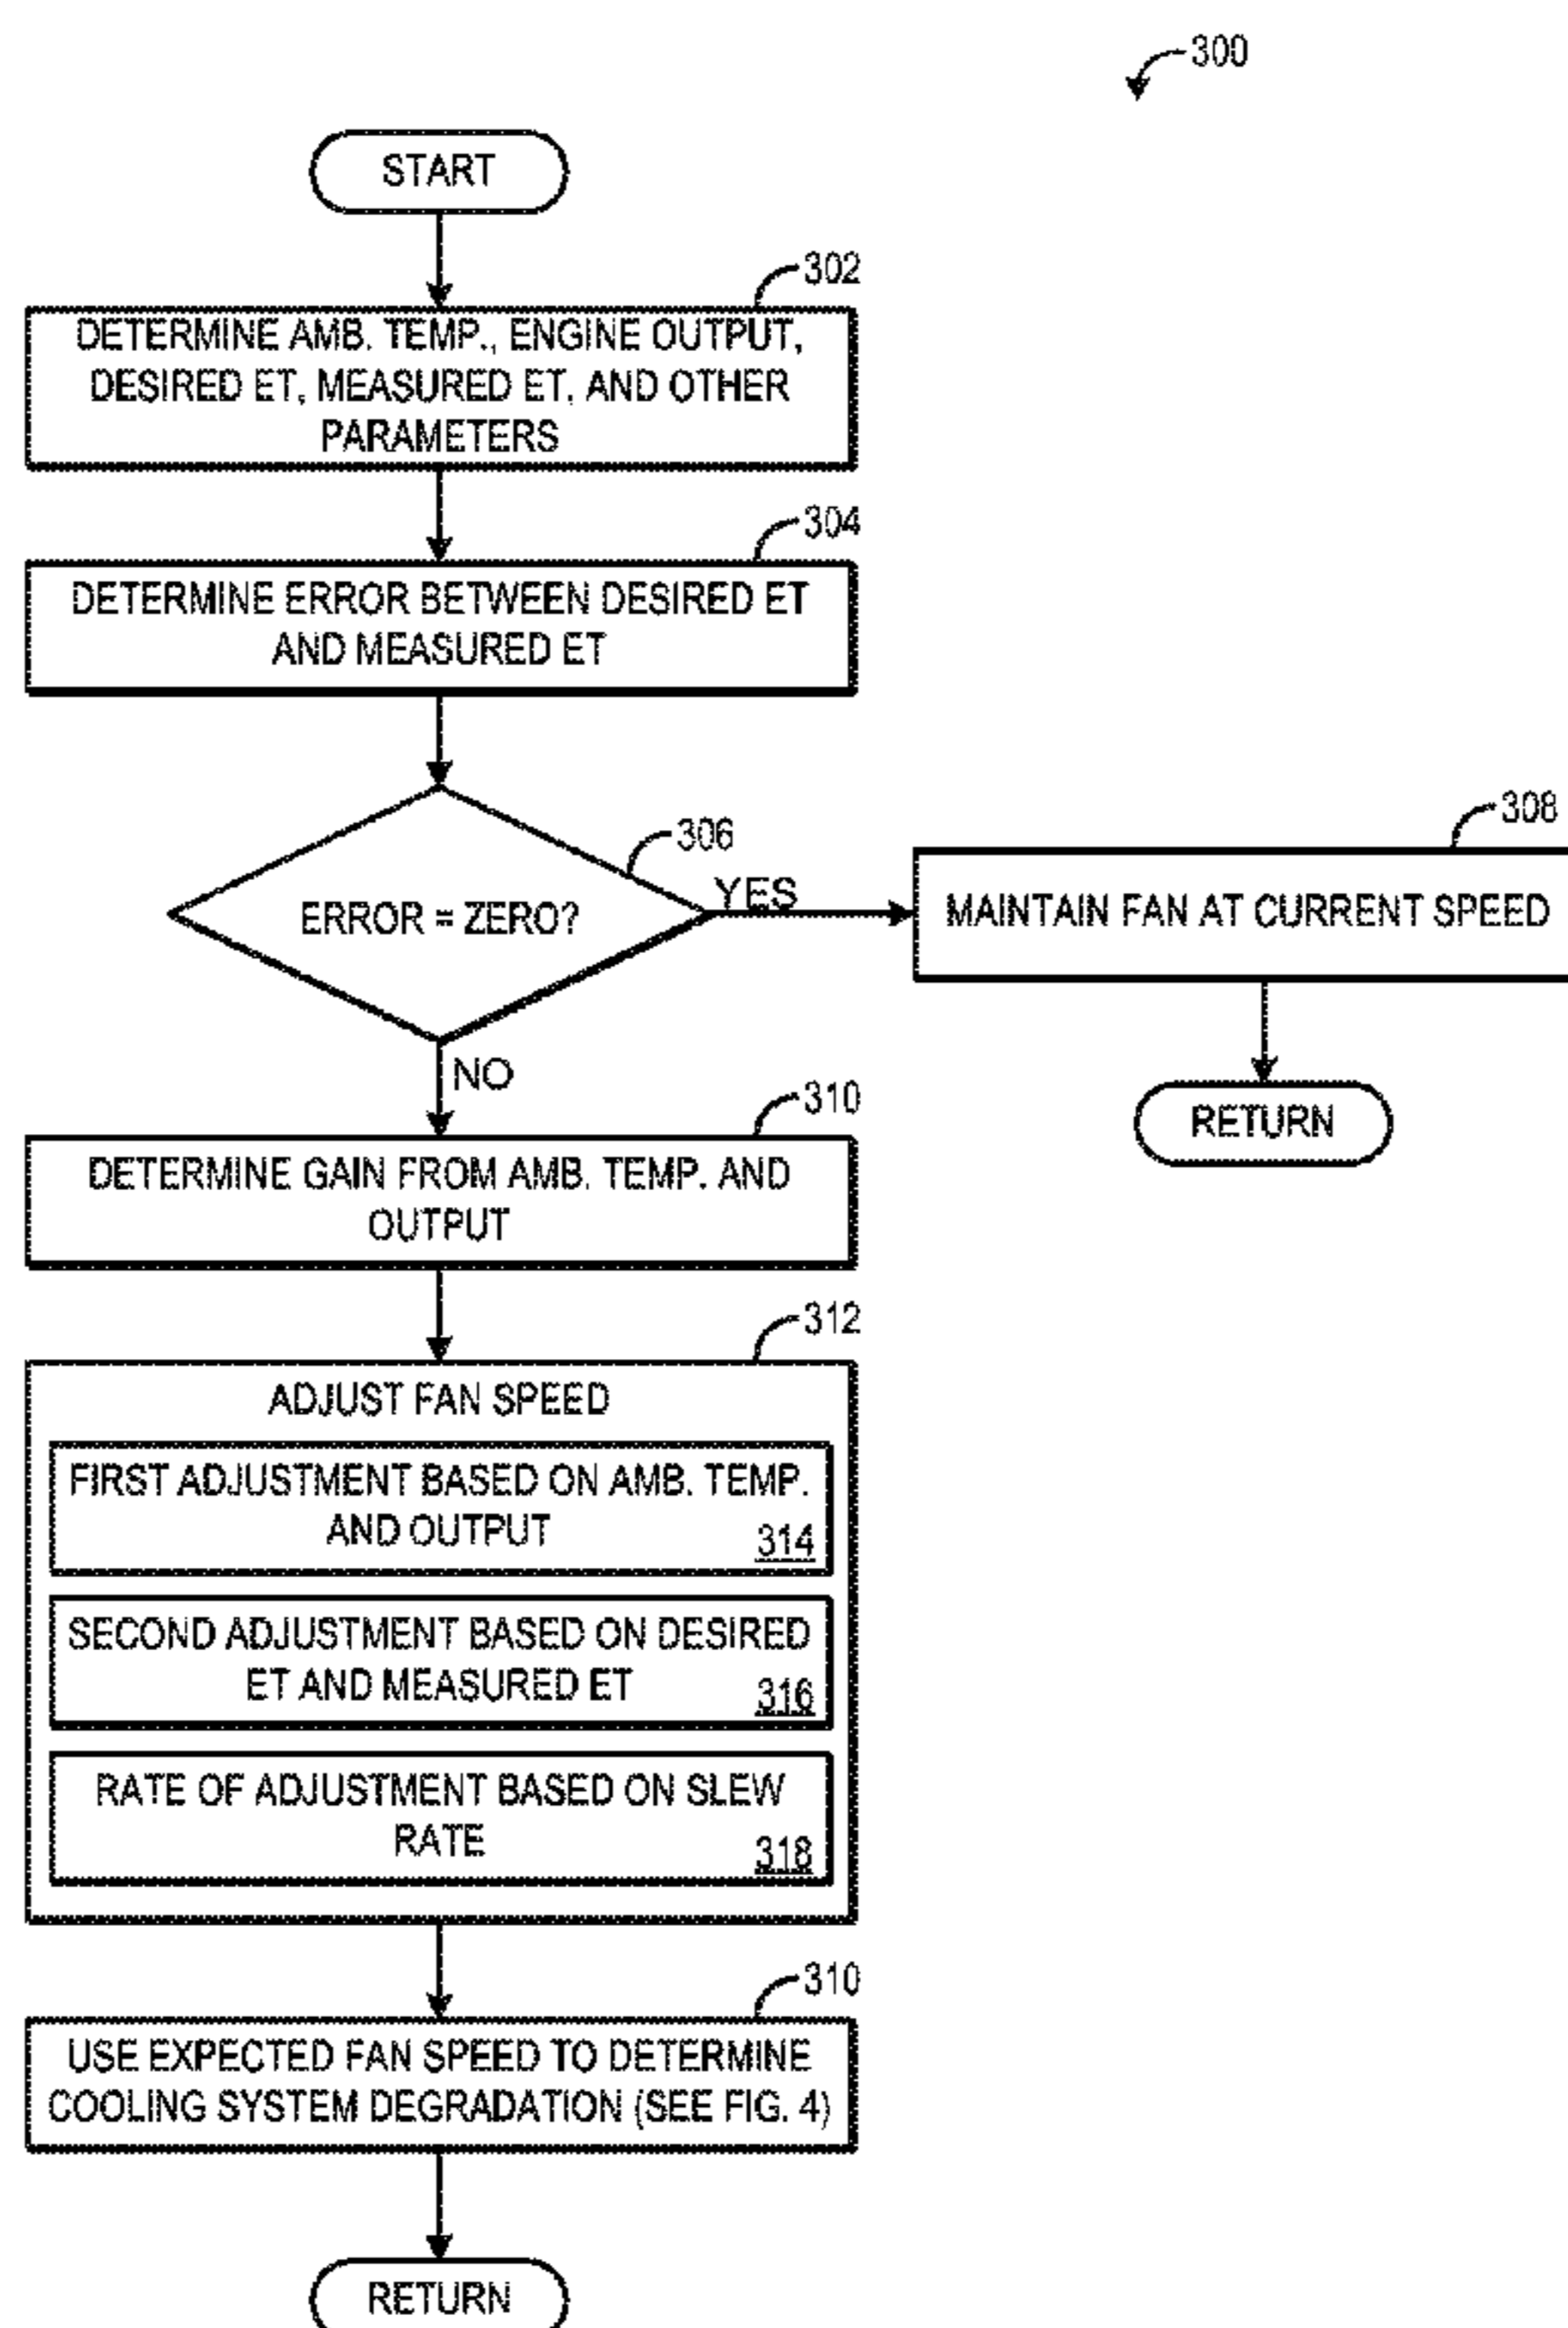 300
START
302
DETERMINE AMB. TEMP., ENGINE OUTPUT,
DESIRED ET, MEASURED ET, AND OTHER
PARAMETERS
304
DETERMINE ERROR BETWEEN DESIRED ET
AND MEASURED ET
306
ERROR = ZERO?
YES
308
MAINTAIN FAN AT CURRENT SPEED
RETURN
NO
310
DETERMINE GAIN FROM AMB. TEMP. AND
OUTPUT
312
ADJUST FAN SPEED
FIRST ADJUSTMENT BASED ON AMB. TEMP.
AND OUTPUT 314
SECOND ADJUSTMENT BASED ON DESIRED
ET AND MEASURED ET 316
RATE OF ADJUSTMENT BASED ON SLEW
RATE 318
310
USE EXPECTED FAN SPEED TO DETERMINE
COOLING SYSTEM DEGRADATION (SEE FIG. 4)
RETURN